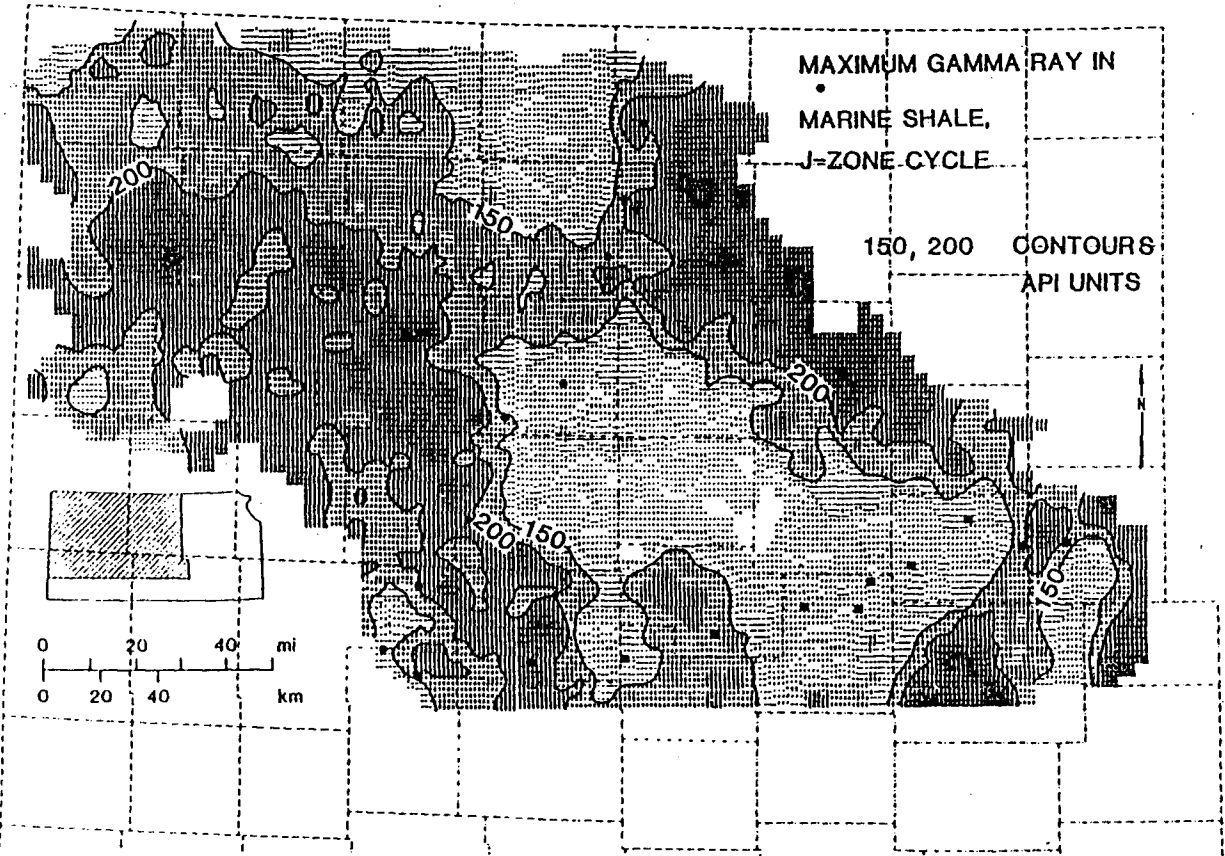 MAXIMUM GAMMA RAY IN
MARINE SHALE,
J-ZONE CYCLE
150, 200 CONTOURS
API UNITS
200
150
200
200
150
150
N
0 20 40 mi
0 20 40 km